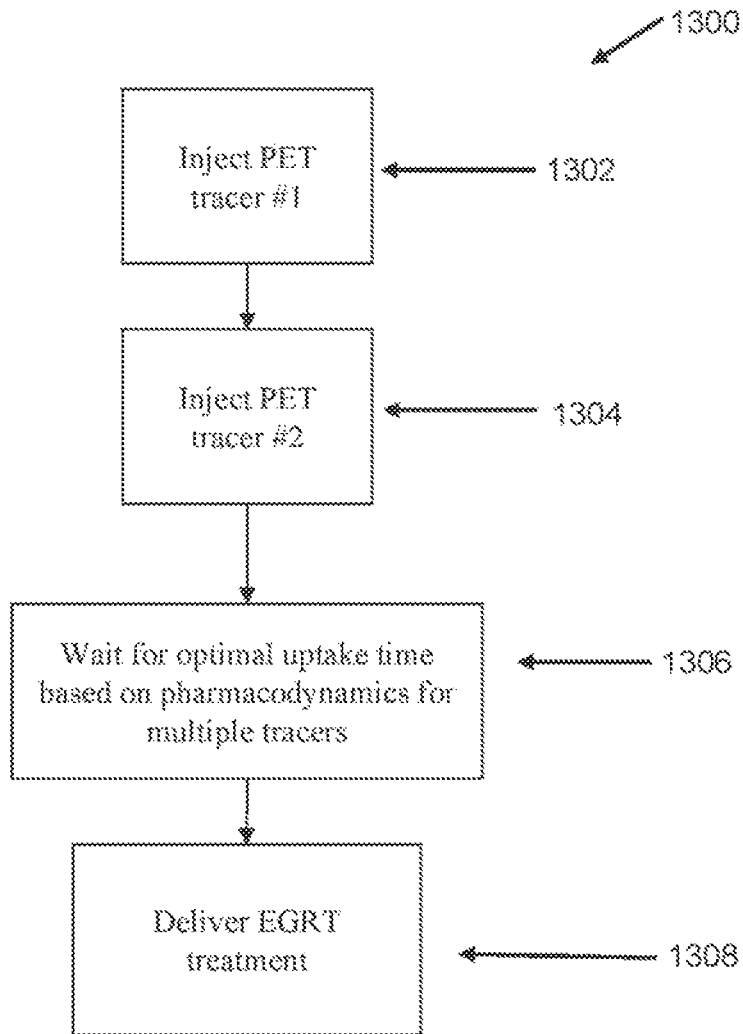 1300
Inject PET
tracer #1
1302
Inject PET
tracer #2
1304
Wait for optimal uptake time
based on pharmacodynamics for
multiple tracers
1306
Deliver EGRT
treatment
1308